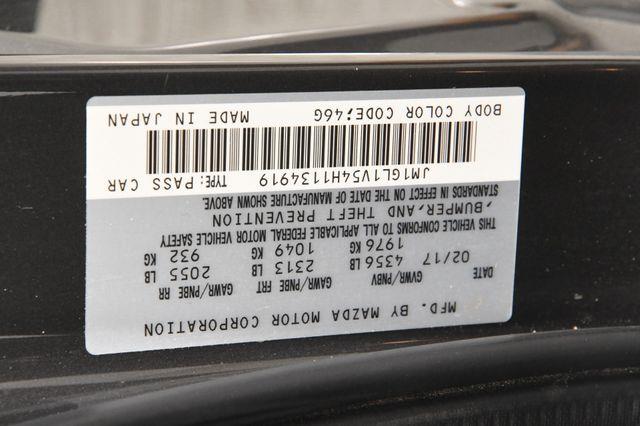 MFD. BY MAZDA MOTOR CORPORATION
DATE GVWR/PNBV GAWR/PNBE FRT GAWR/PNBE RR
02/17 4356 LB 2313 LB 2055 LB
1976 KG 1049 KG 932 KG
THIS VEHICLE CONFORMS TO ALL APPLICABLE FEDERAL MOTOR VEHICLE SAFETY
,BUMPER,AND THEFT PREVENTION
STANDARDS IN EFFECT ON THE DATE OF MANUFACTURE SHOWN ABOVE
JM1GL1V54H1134919 TYPE:PASS CAR
BODY COLOR CODE:46G MADE IN JAPAN